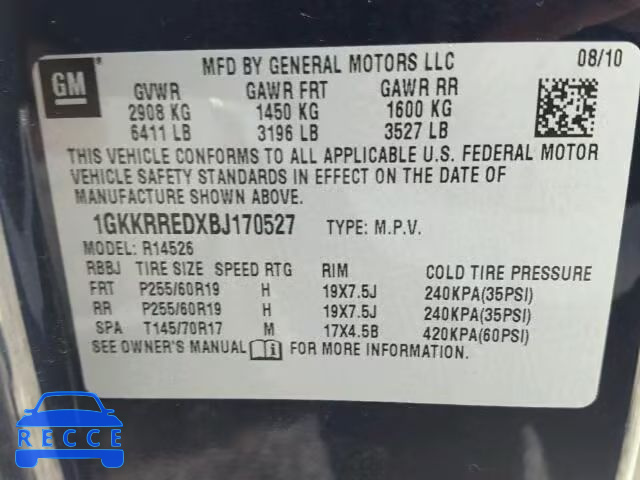 GM
MFD BY GENERAL MOTORS LLC 08/10
GVWR GAWR FRT GAWR RR
2908 KG 1450 KG 1600 KG
6411 LB 3196 LB 3527 LB
THIS VEHICLE CONFORMS TO ALL APPLICABLE U.S. FEDERAL MOTOR
VEHICLE SAFETY STANDARDS IN EFFECT ON THE DATE OF
MANUFACTURE SHOWN ABOVE.
1GKKRREDXBJ170527 TYPE: M.P.V.
MODEL: R14526
RBBJ TIRE SIZE SPEED RTG RIM COLD TIRE PRESSURE
FRT P255/60R19 H 19X7.5J 240KPA(35PSI)
RR P255/60R19 H 19X7.5J 240KPA(35PSI)
SPA T145/70R17 M 17X4.5B 420KPA(60PSI)
SEE OWNER'S MANUAL FOR MORE INFORMATION.
RECCE